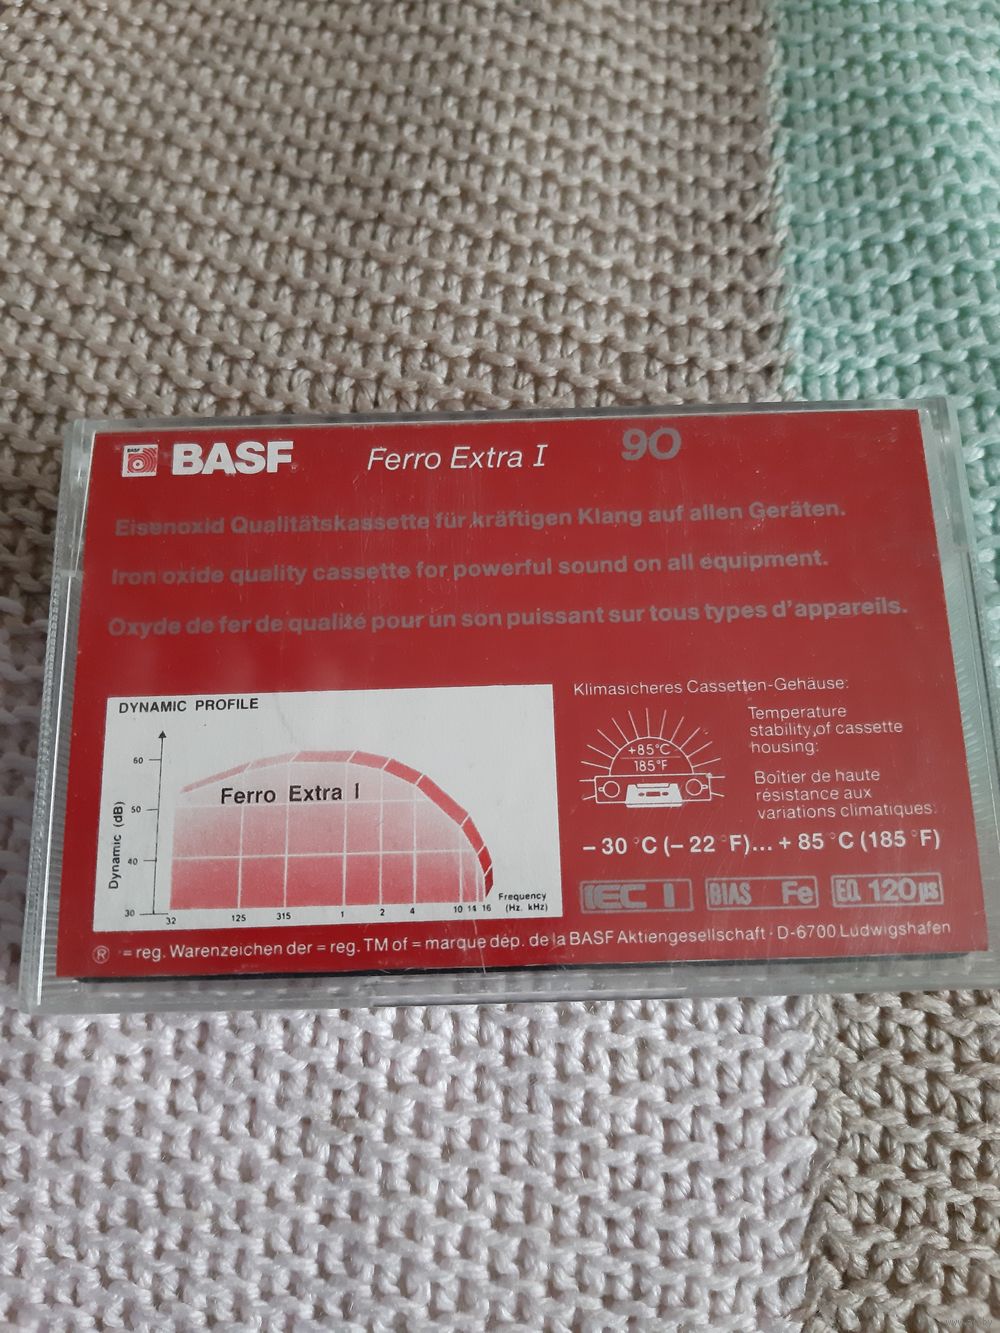 BASF BASF Ferro Extra I 90
Eisenoxid Qualitätskassette für kräftigen Klang auf allen Geräten.
Iron oxide quality cassette for powerful sound on all equipment.
Oxyde de fer de qualité pour un son puissant sur tous types d'appareils.
DYNAMIC PROFILE
Dynamic (dB)
60
50
40
30
Ferro Extra I
32 125 315 1 2 4 10 14 16
Frequency
(Hz. kHz)
Klimasicheres Cassetten-Gehäuse:
+85°C
185°F
Temperature
stability of cassette
housing:
Boîtier de haute
résistance aux
variations climatiques:
– 30 °C (– 22 °F)... + 85 °C (185 °F)
IEC I BIAS Fe EQ. 120µs
® = reg. Warenzeichen der = reg. TM of = marque dép. de la BASF Aktiengesellschaft · D-6700 Ludwigshafen